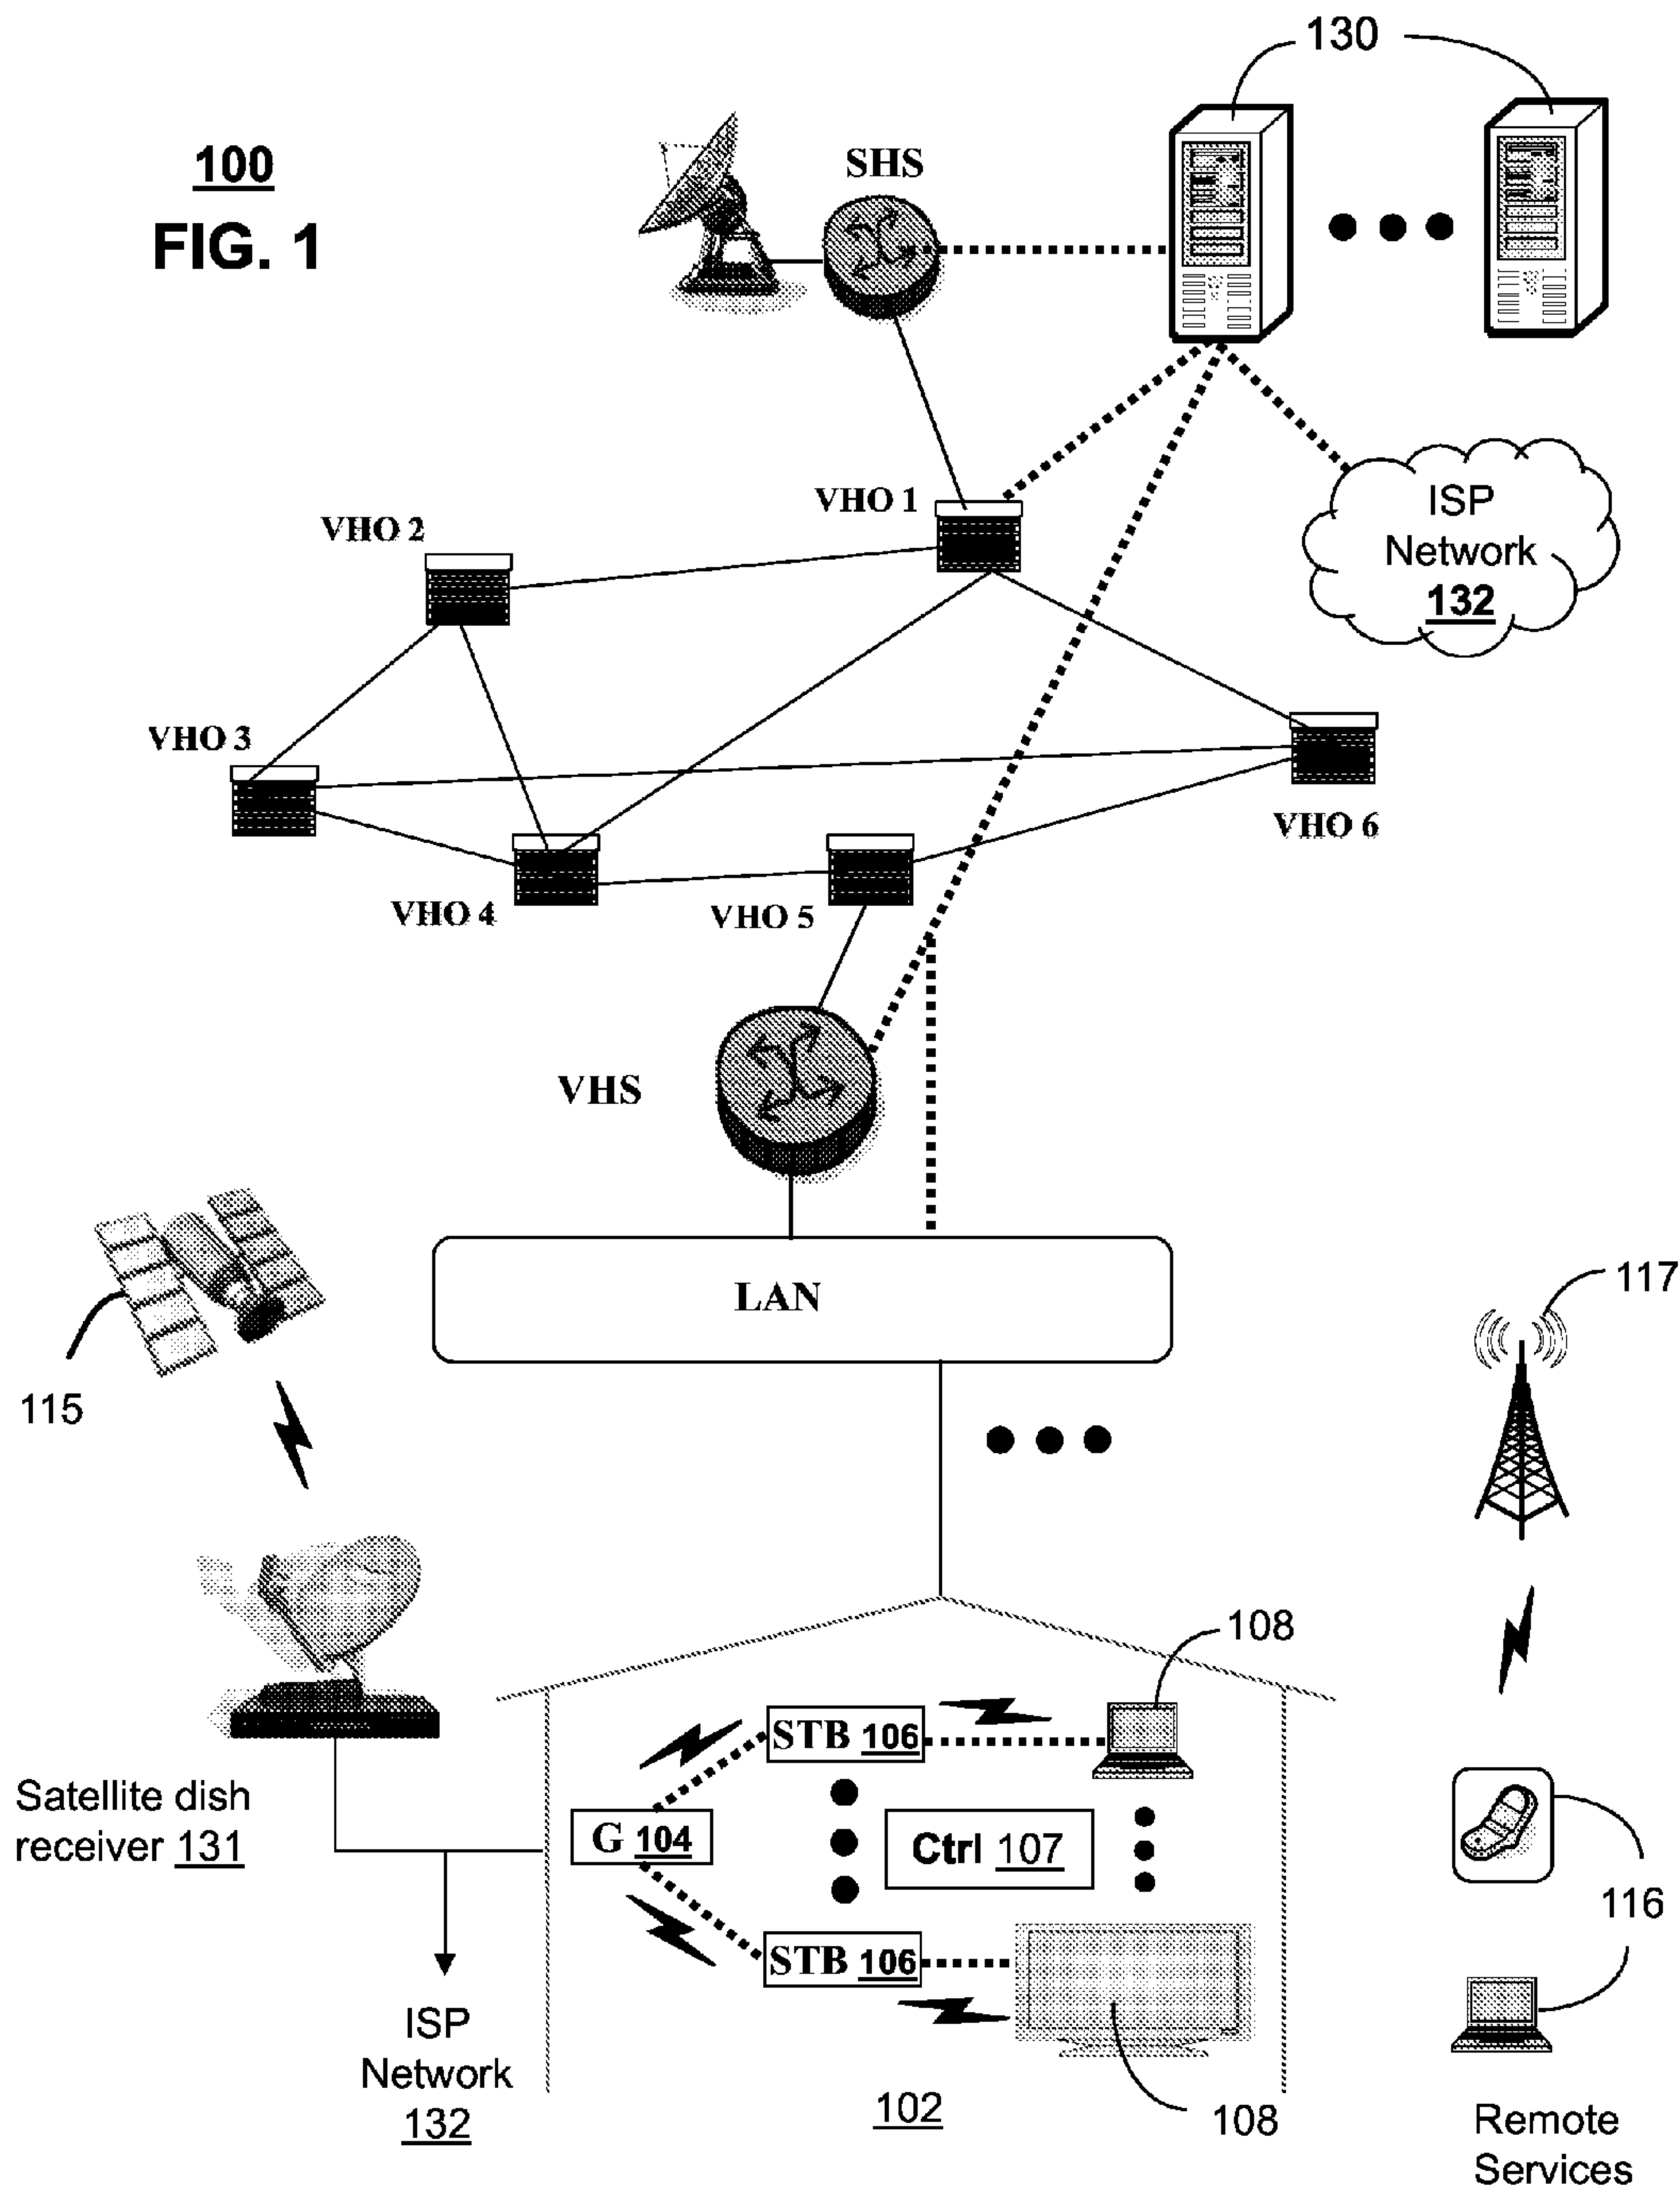 130
100
SHS
FIG. 1
ISP
Network
132
VHO 1
VHO 2
VHO 3
VHO 6
VHO 4
VHO 5
VHS
LAN
117
115
108
STB 106
Satellite dish
receiver 131
G 104
Ctrl 107
116
STB 106
ISP
Network
132
102
108
Remote
Services